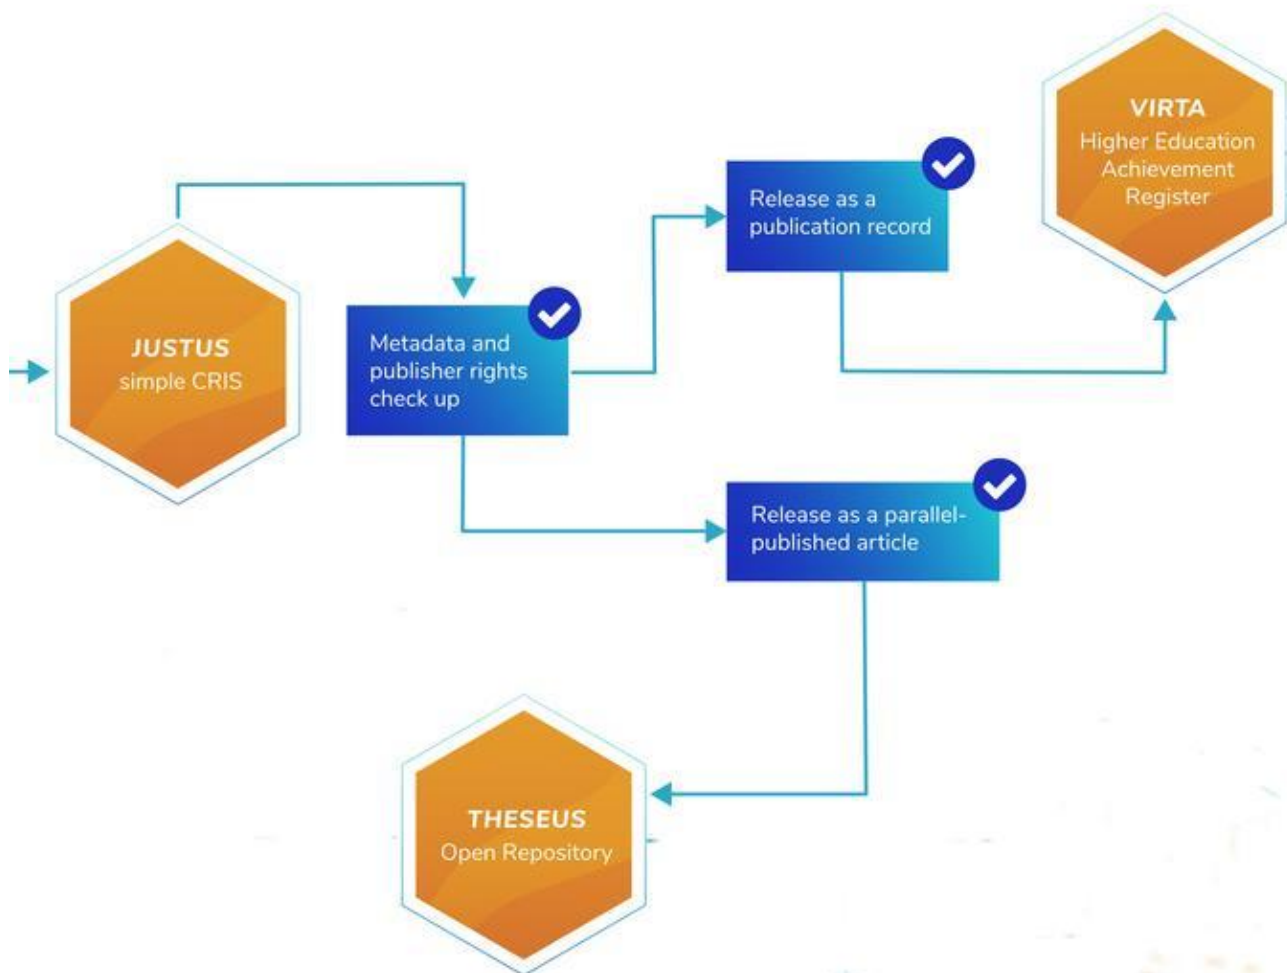 JUSTUS
simple CRIS
Metadata and
publisher rights
check up
Release as a
publication record
VIRTA
Higher Education
Achievement
Register
Release as a parallel-
published article
THESEUS
Open Repository